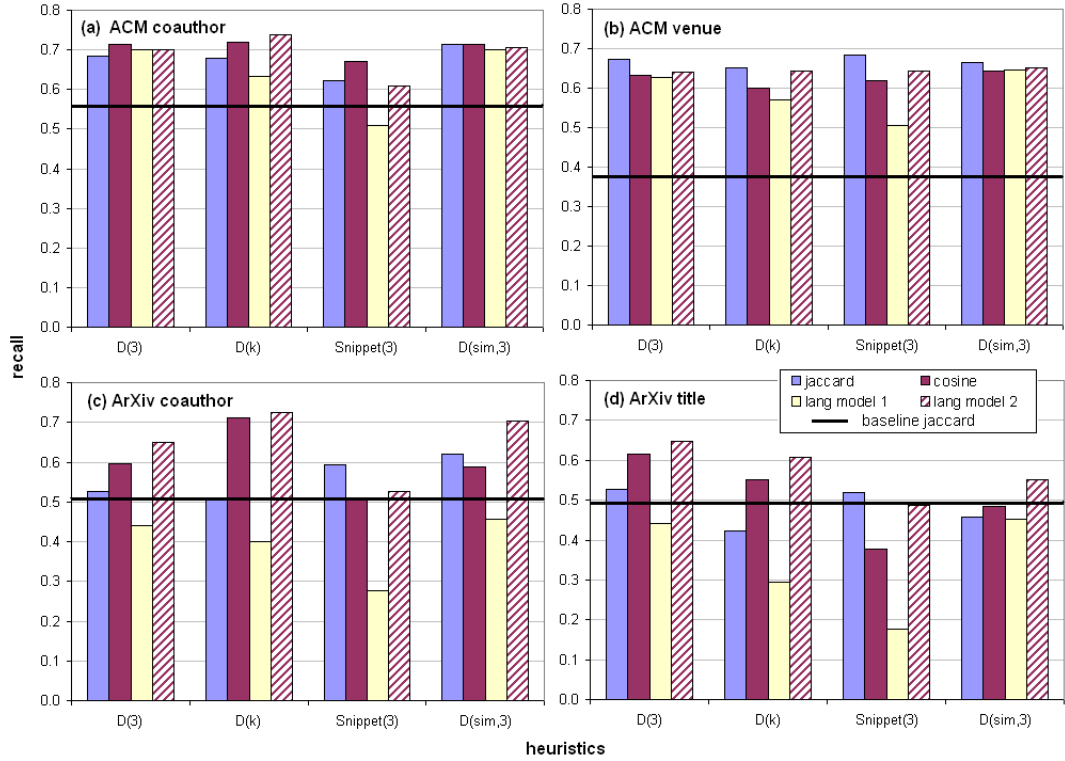 (a) ACM coauthor
0.8
0.7
0.6
0.5
0.4
0.3
0.2
0.1
0.0
D(3) D(k) Snippet(3) D(sim,3)
(b) ACM venue
0.8
0.7
0.6
0.5
0.4
0.3
0.2
0.1
0.0
D(3) D(k) Snippet(3) D(sim,3)
recall
(c) ArXiv coauthor
0.8
0.7
0.6
0.5
0.4
0.3
0.2
0.1
0.0
D(3) D(k) Snippet(3) D(sim,3)
(d) ArXiv title
jaccard cosine
lang model 1 lang model 2
baseline jaccard
0.8
0.7
0.6
0.5
0.4
0.3
0.2
0.1
0.0
D(3) D(k) Snippet(3) D(sim,3)
heuristics